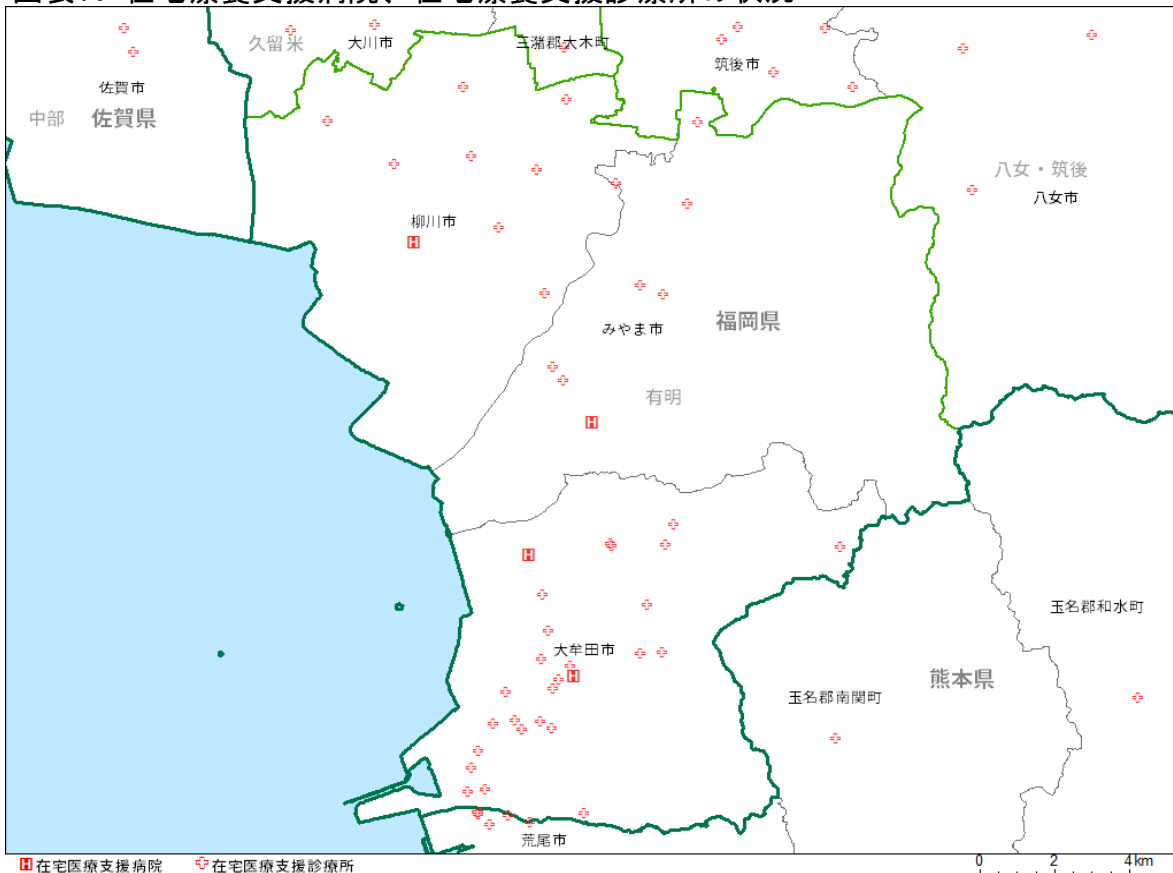 久留米
大川市
三潴郡大木町
筑後市
佐賀市
中部
佐賀県
八女・筑後
八女市
柳川市
みやま市
福岡県
有明
玉名郡和水町
大牟田市
熊本県
玉名郡南関町
荒尾市
H 在宅医療支援病院 在宅医療支援診療所
0 2 4km